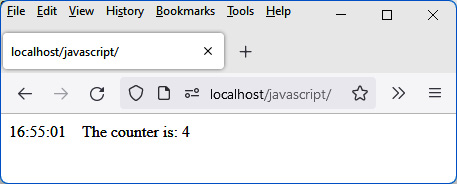 File Edit View History Bookmarks Tools Help
localhost/javascript/
localhost/javascript/
16:55:01 The counter is: 4